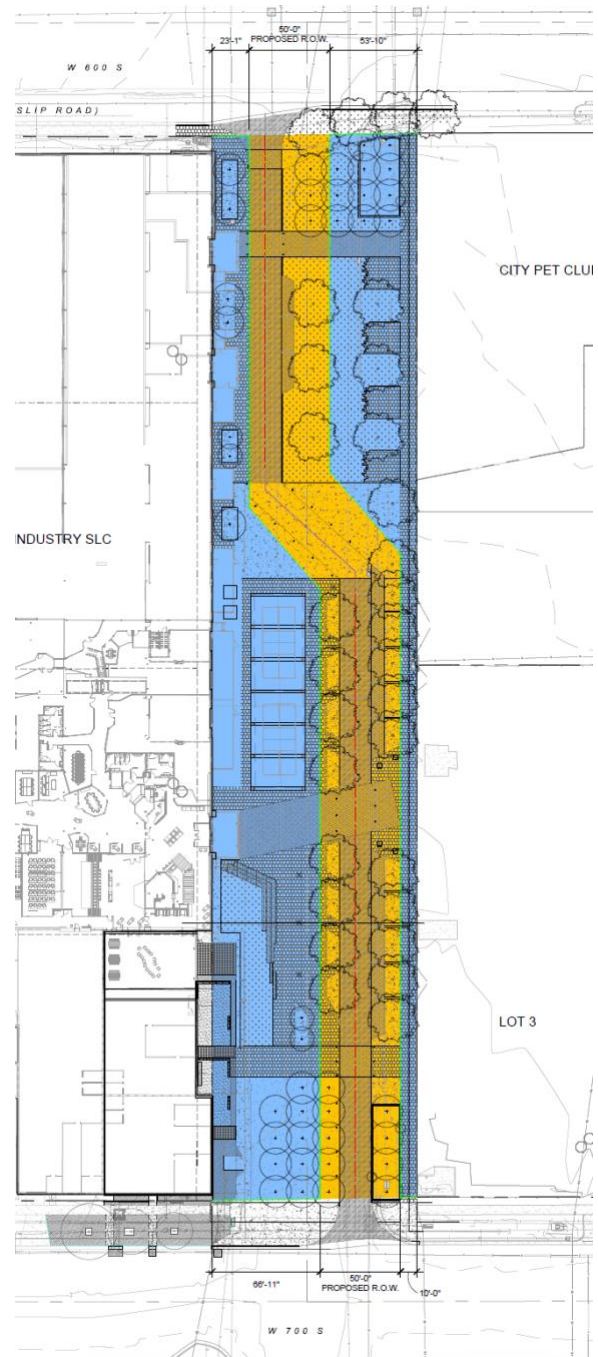 50'-0"
23'-1" PROPOSED R.O.W. 53'-10"
W 600 S
SLIP ROAD)
CITY PET CLU
INDUSTRY SLC
LOT 3
66'-11" 50'-0"
PROPOSED R.O.W. 10'-0"
W 700 S